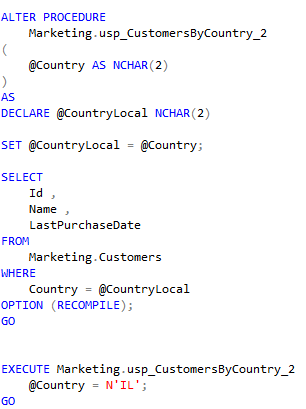 ALTER PROCEDURE
    Marketing.usp_CustomersByCountry_2
(
    @Country AS NCHAR(2)
)
AS
DECLARE @CountryLocal NCHAR(2)

SET @CountryLocal = @Country;

SELECT
    Id ,
    Name ,
    LastPurchaseDate
FROM
    Marketing.Customers
WHERE
    Country = @CountryLocal
OPTION (RECOMPILE);
GO


EXECUTE Marketing.usp_CustomersByCountry_2
    @Country = N'IL';
GO